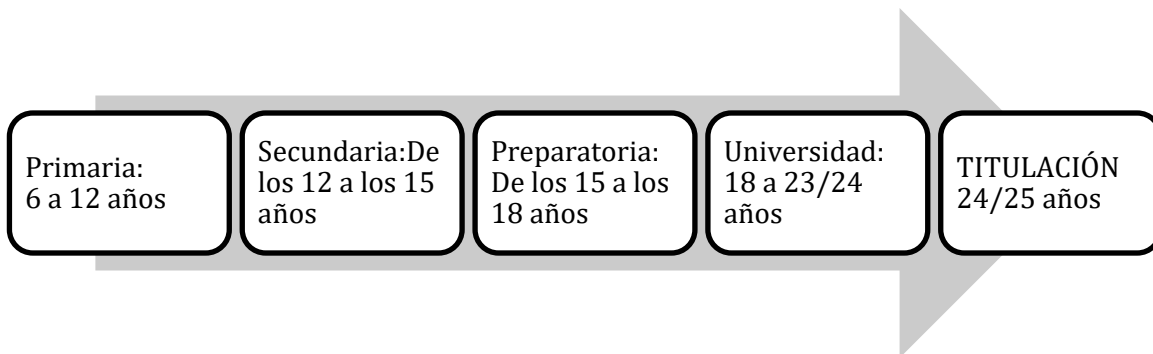 Primaria:
6 a 12 años
Secundaria:De
los 12 a los 15
años
Preparatoria:
De los 15 a los
18 años
Universidad:
18 a 23/24
años
TITULACIÓN
24/25 años